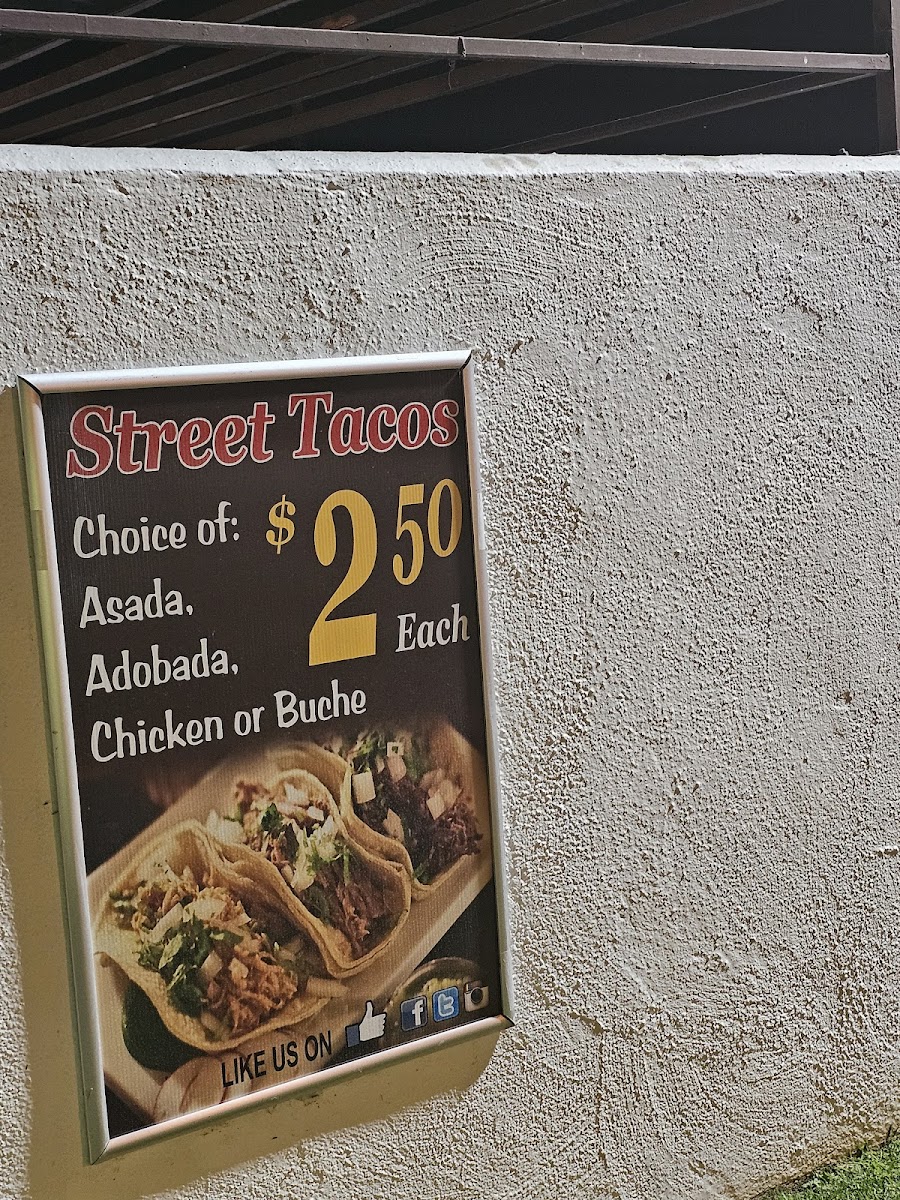 Street Tacos
Choice of: $2.50
Asada, Each
Adobada,
Chicken or Buche
LIKE US ON